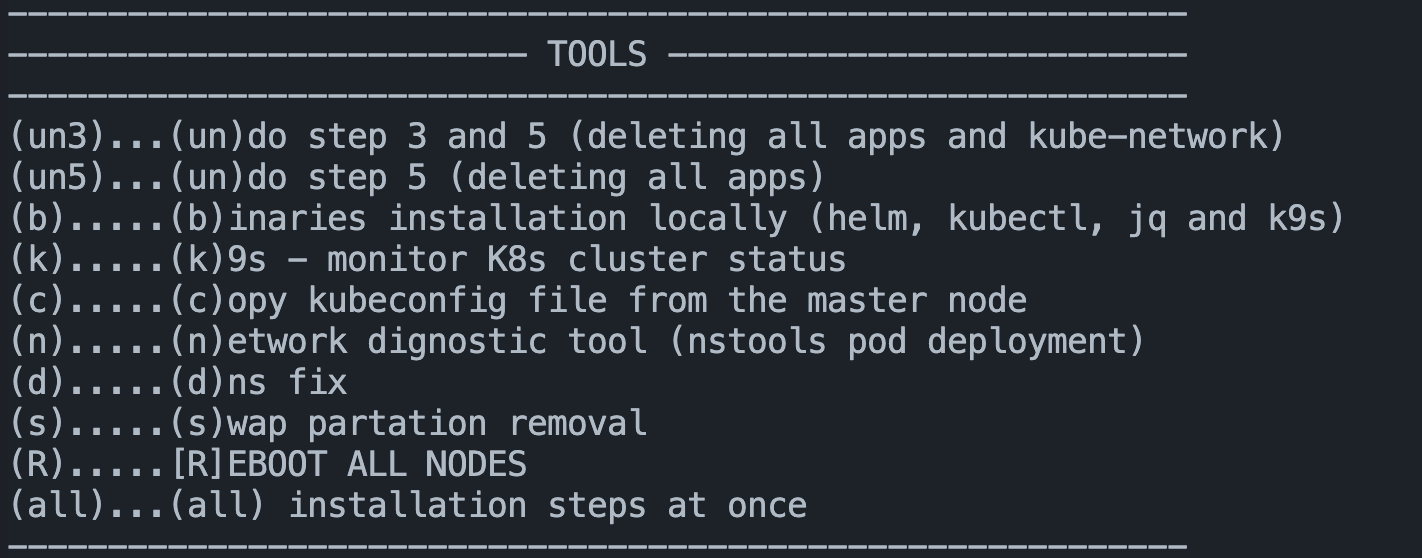 -----------------------------------------------------------
-------------------------- TOOLS --------------------------
-----------------------------------------------------------
(un3)...(un)do step 3 and 5 (deleting all apps and kube-network)
(un5)...(un)do step 5 (deleting all apps)
(b).....(b)inaries installation locally (helm, kubectl, jq and k9s)
(k).....(k)9s - monitor K8s cluster status
(c).....(c)opy kubeconfig file from the master node
(n).....(n)etwork dignostic tool (nstools pod deployment)
(d).....(d)ns fix
(s).....(s)wap partation removal
(R).....[R]EBOOT ALL NODES
(all)...(all) installation steps at once
-----------------------------------------------------------